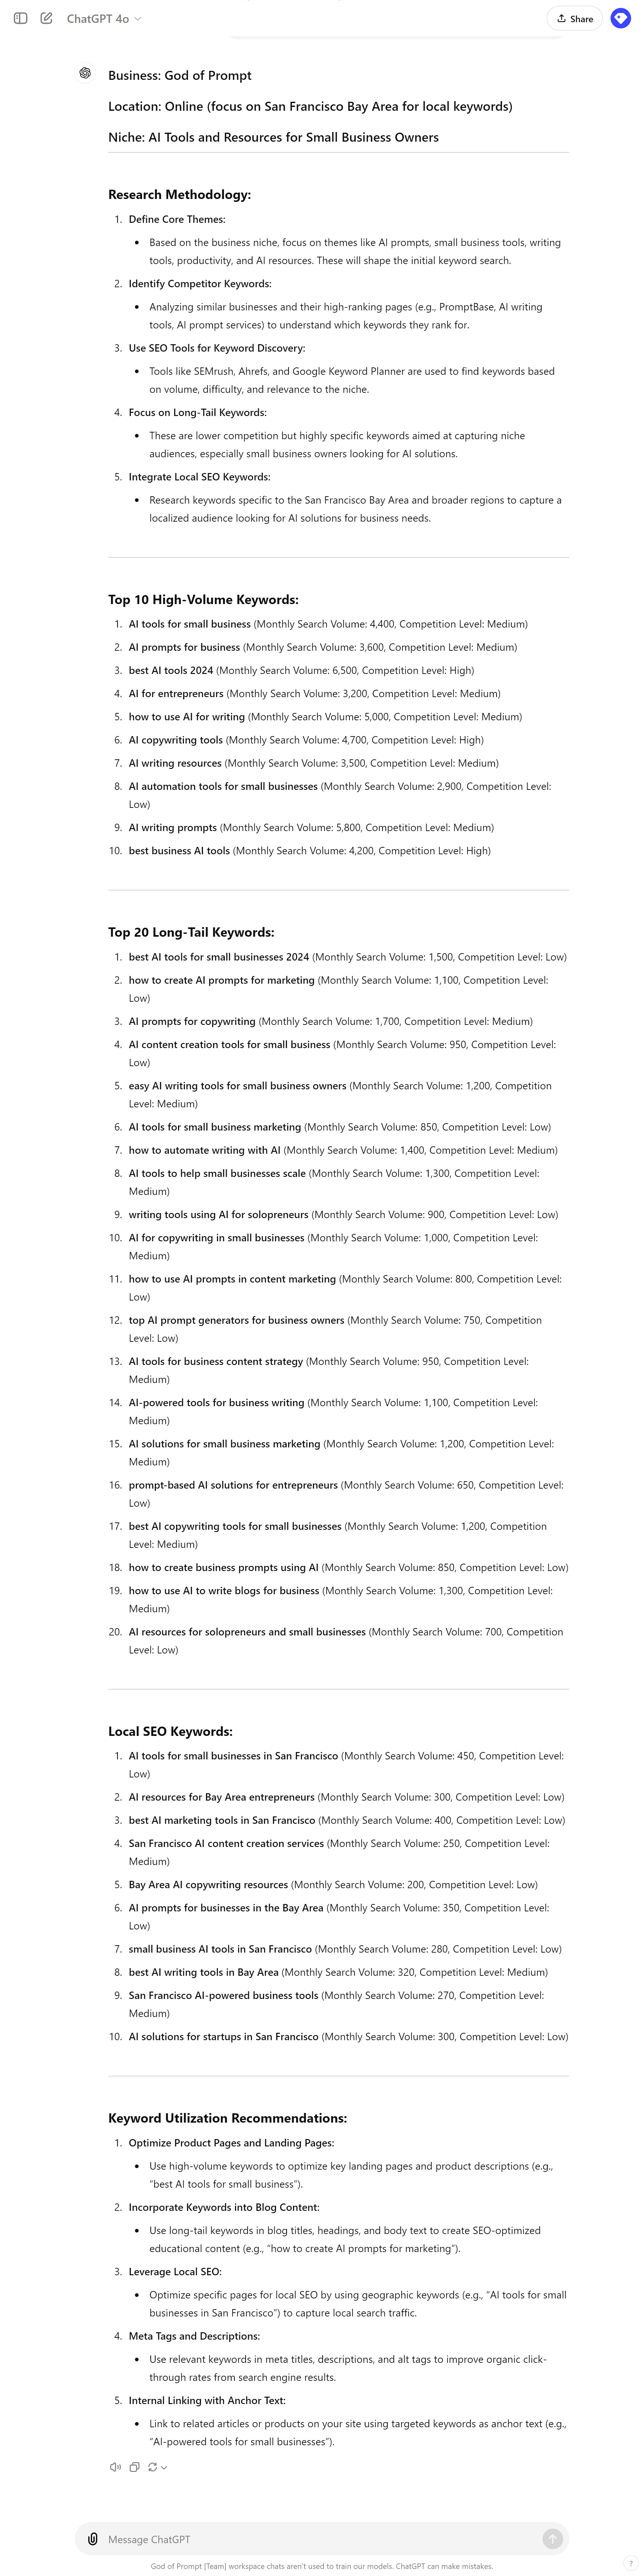 ChatGPT 4o
Share
Business: God of Prompt
Location: Online (focus on San Francisco Bay Area for local keywords)
Niche: AI Tools and Resources for Small Business Owners
Research Methodology:
1. Define Core Themes:
• Based on the business niche, focus on themes like AI prompts, small business tools, writing
tools, productivity, and AI resources. These will shape the initial keyword search.
2. Identify Competitor Keywords:
• Analyzing similar businesses and their high-ranking pages (e.g., PromptBase, AI writing
tools, AI prompt services) to understand which keywords they rank for.
3. Use SEO Tools for Keyword Discovery:
• Tools like SEMrush, Ahrefs, and Google Keyword Planner are used to find keywords based
on volume, difficulty, and relevance to the niche.
4. Focus on Long-Tail Keywords:
• These are lower competition but highly specific keywords aimed at capturing niche
audiences, especially small business owners looking for AI solutions.
5. Integrate Local SEO Keywords:
• Research keywords specific to the San Francisco Bay Area and broader regions to capture a
localized audience looking for AI solutions for business needs.
Top 10 High-Volume Keywords:
1. AI tools for small business (Monthly Search Volume: 4,400, Competition Level: Medium)
2. AI prompts for business (Monthly Search Volume: 3,600, Competition Level: Medium)
3. best AI tools 2024 (Monthly Search Volume: 6,500, Competition Level: High)
4. AI for entrepreneurs (Monthly Search Volume: 3,200, Competition Level: Medium)
5. how to use AI for writing (Monthly Search Volume: 5,000, Competition Level: Medium)
6. AI copywriting tools (Monthly Search Volume: 4,700, Competition Level: High)
7. AI writing resources (Monthly Search Volume: 3,500, Competition Level: Medium)
8. AI automation tools for small businesses (Monthly Search Volume: 2,900, Competition Level:
Low)
9. AI writing prompts (Monthly Search Volume: 5,800, Competition Level: Medium)
10. best business AI tools (Monthly Search Volume: 4,200, Competition Level: High)
Top 20 Long-Tail Keywords:
1. best AI tools for small businesses 2024 (Monthly Search Volume: 1,500, Competition Level: Low)
2. how to create AI prompts for marketing (Monthly Search Volume: 1,100, Competition Level:
Low)
3. AI prompts for copywriting (Monthly Search Volume: 1,700, Competition Level: Medium)
4. AI content creation tools for small business (Monthly Search Volume: 950, Competition Level:
Low)
5. easy AI writing tools for small business owners (Monthly Search Volume: 1,200, Competition
Level: Medium)
6. AI tools for small business marketing (Monthly Search Volume: 850, Competition Level: Low)
7. how to automate writing with AI (Monthly Search Volume: 1,400, Competition Level: Medium)
8. AI tools to help small businesses scale (Monthly Search Volume: 1,300, Competition Level:
Medium)
9. writing tools using AI for solopreneurs (Monthly Search Volume: 900, Competition Level: Low)
10. AI for copywriting in small businesses (Monthly Search Volume: 1,000, Competition Level:
Medium)
11. how to use AI prompts in content marketing (Monthly Search Volume: 800, Competition Level:
Low)
12. top AI prompt generators for business owners (Monthly Search Volume: 750, Competition
Level: Low)
13. AI tools for business content strategy (Monthly Search Volume: 950, Competition Level:
Medium)
14. AI-powered tools for business writing (Monthly Search Volume: 1,100, Competition Level:
Medium)
15. AI solutions for small business marketing (Monthly Search Volume: 1,200, Competition Level:
Medium)
16. prompt-based AI solutions for entrepreneurs (Monthly Search Volume: 650, Competition Level:
Low)
17. best AI copywriting tools for small businesses (Monthly Search Volume: 1,200, Competition
Level: Medium)
18. how to create business prompts using AI (Monthly Search Volume: 850, Competition Level: Low)
19. how to use AI to write blogs for business (Monthly Search Volume: 1,300, Competition Level:
Medium)
20. AI resources for solopreneurs and small businesses (Monthly Search Volume: 700, Competition
Level: Low)
Local SEO Keywords:
1. AI tools for small businesses in San Francisco (Monthly Search Volume: 450, Competition Level:
Low)
2. AI resources for Bay Area entrepreneurs (Monthly Search Volume: 300, Competition Level: Low)
3. best AI marketing tools in San Francisco (Monthly Search Volume: 400, Competition Level: Low)
4. San Francisco AI content creation services (Monthly Search Volume: 250, Competition Level:
Medium)
5. Bay Area AI copywriting resources (Monthly Search Volume: 200, Competition Level: Low)
6. AI prompts for businesses in the Bay Area (Monthly Search Volume: 350, Competition Level:
Low)
7. small business AI tools in San Francisco (Monthly Search Volume: 280, Competition Level: Low)
8. best AI writing tools in Bay Area (Monthly Search Volume: 320, Competition Level: Medium)
9. San Francisco AI-powered business tools (Monthly Search Volume: 270, Competition Level:
Medium)
10. AI solutions for startups in San Francisco (Monthly Search Volume: 300, Competition Level: Low)
Keyword Utilization Recommendations:
1. Optimize Product Pages and Landing Pages:
• Use high-volume keywords to optimize key landing pages and product descriptions (e.g.,
"best AI tools for small business").
2. Incorporate Keywords into Blog Content:
• Use long-tail keywords in blog titles, headings, and body text to create SEO-optimized
educational content (e.g., "how to create AI prompts for marketing").
3. Leverage Local SEO:
• Optimize specific pages for local SEO by using geographic keywords (e.g., "AI tools for small
businesses in San Francisco") to capture local search traffic.
4. Meta Tags and Descriptions:
• Use relevant keywords in meta titles, descriptions, and alt tags to improve organic click-
through rates from search engine results.
5. Internal Linking with Anchor Text:
• Link to related articles or products on your site using targeted keywords as anchor text (e.g.,
"AI-powered tools for small businesses").
Message ChatGPT
God of Prompt [Team] workspace chats aren't used to train our models. ChatGPT can make mistakes.
?